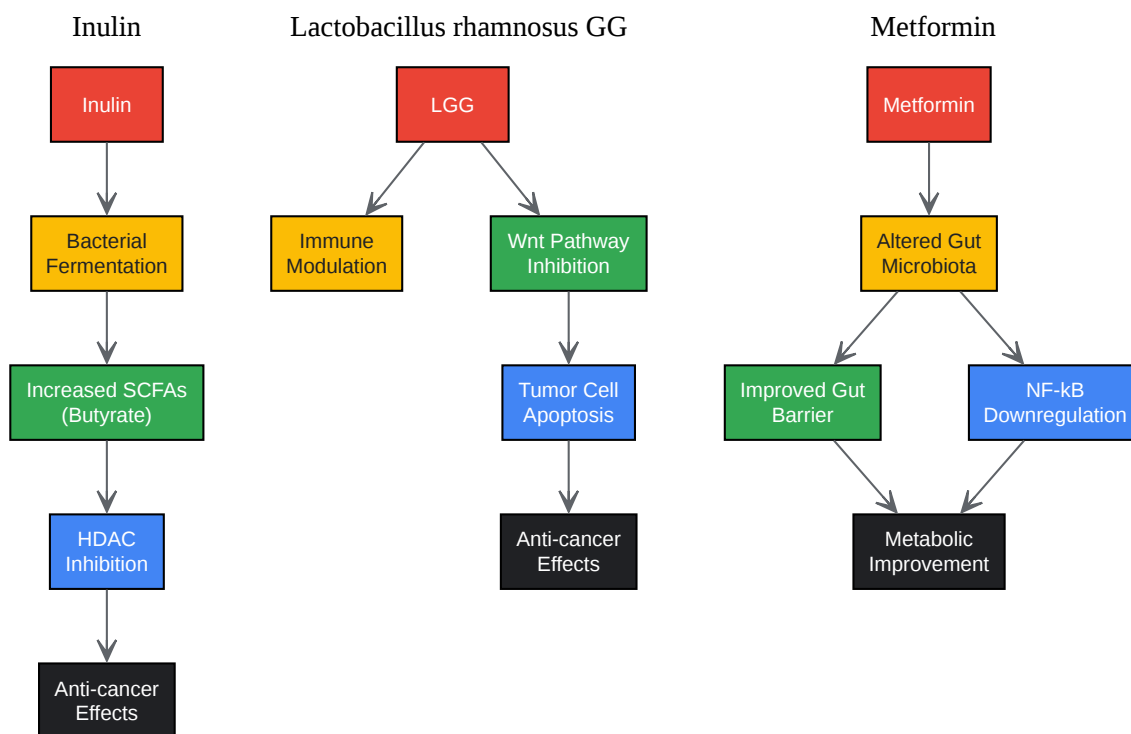 Inulin
Lactobacillus rhamnosus GG
Metformin
Inulin
LGG
Metformin
Bacterial
Fermentation
Immune
Modulation
Wnt Pathway
Inhibition
Altered Gut
Microbiota
Increased SCFAs
(Butyrate)
Tumor Cell
Apoptosis
Improved Gut
Barrier
NF-kB
Downregulation
HDAC
Inhibition
Anti-cancer
Effects
Metabolic
Improvement
Anti-cancer
Effects